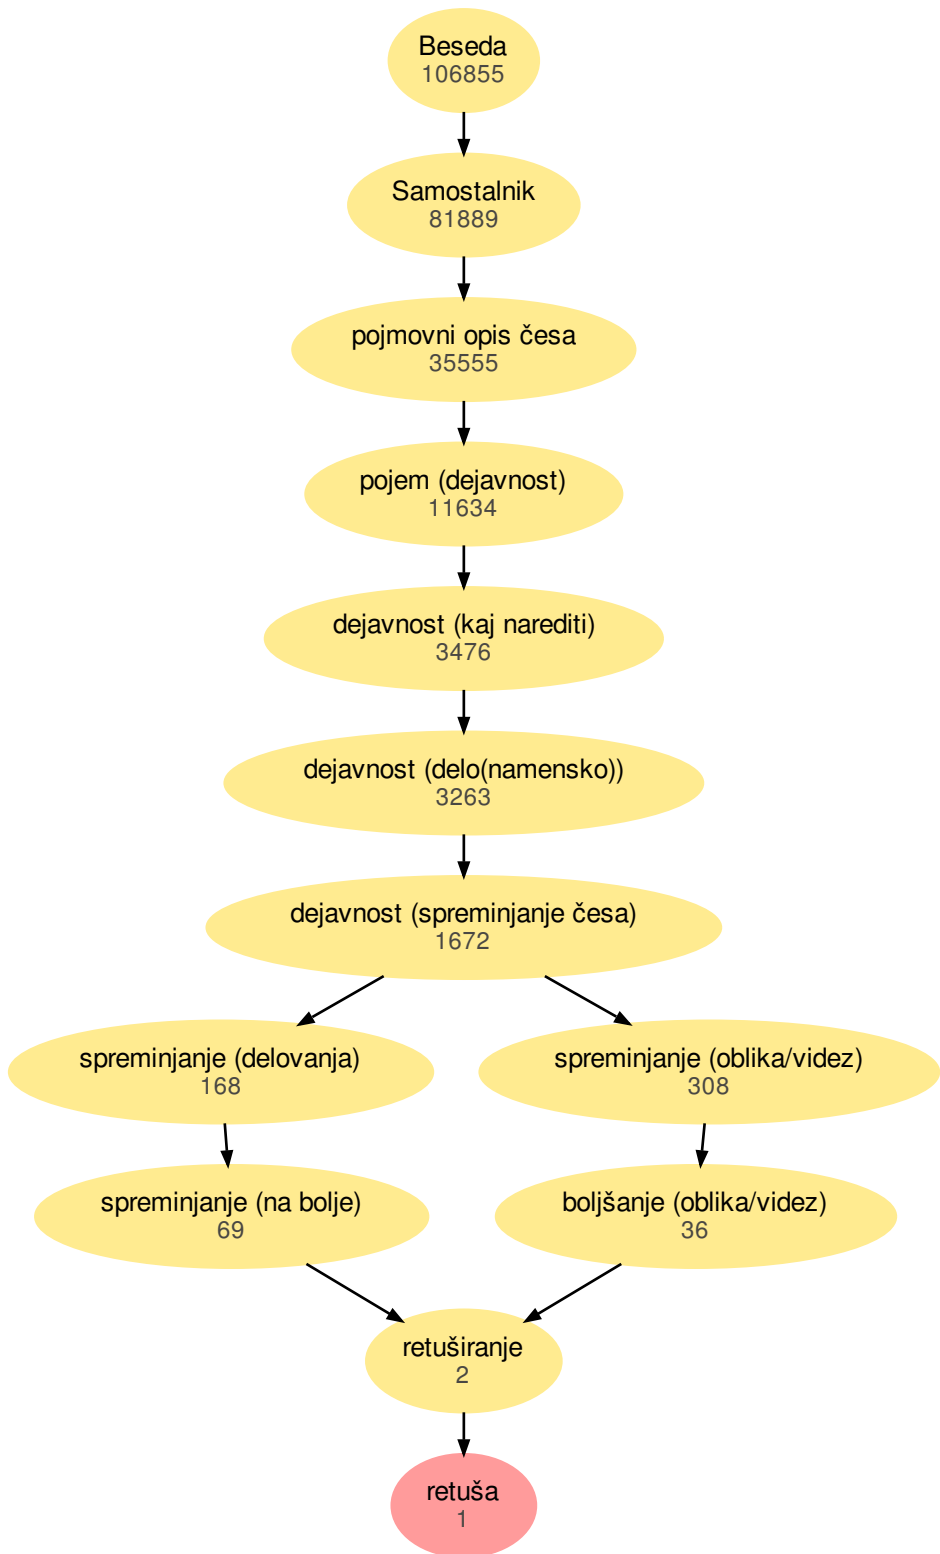 Beseda
106855
Samostalnik
81889
pojmovni opis česa
35555
pojem (dejavnost)
11634
dejavnost (kaj narediti)
3476
dejavnost (delo(namensko))
3263
dejavnost (spreminjanje česa)
1672
spreminjanje (delovanja)
168
spreminjanje (oblika/videz)
308
spreminjanje (na bolje)
69
boljšanje (oblika/videz)
36
retuširanje
2
retuša
1